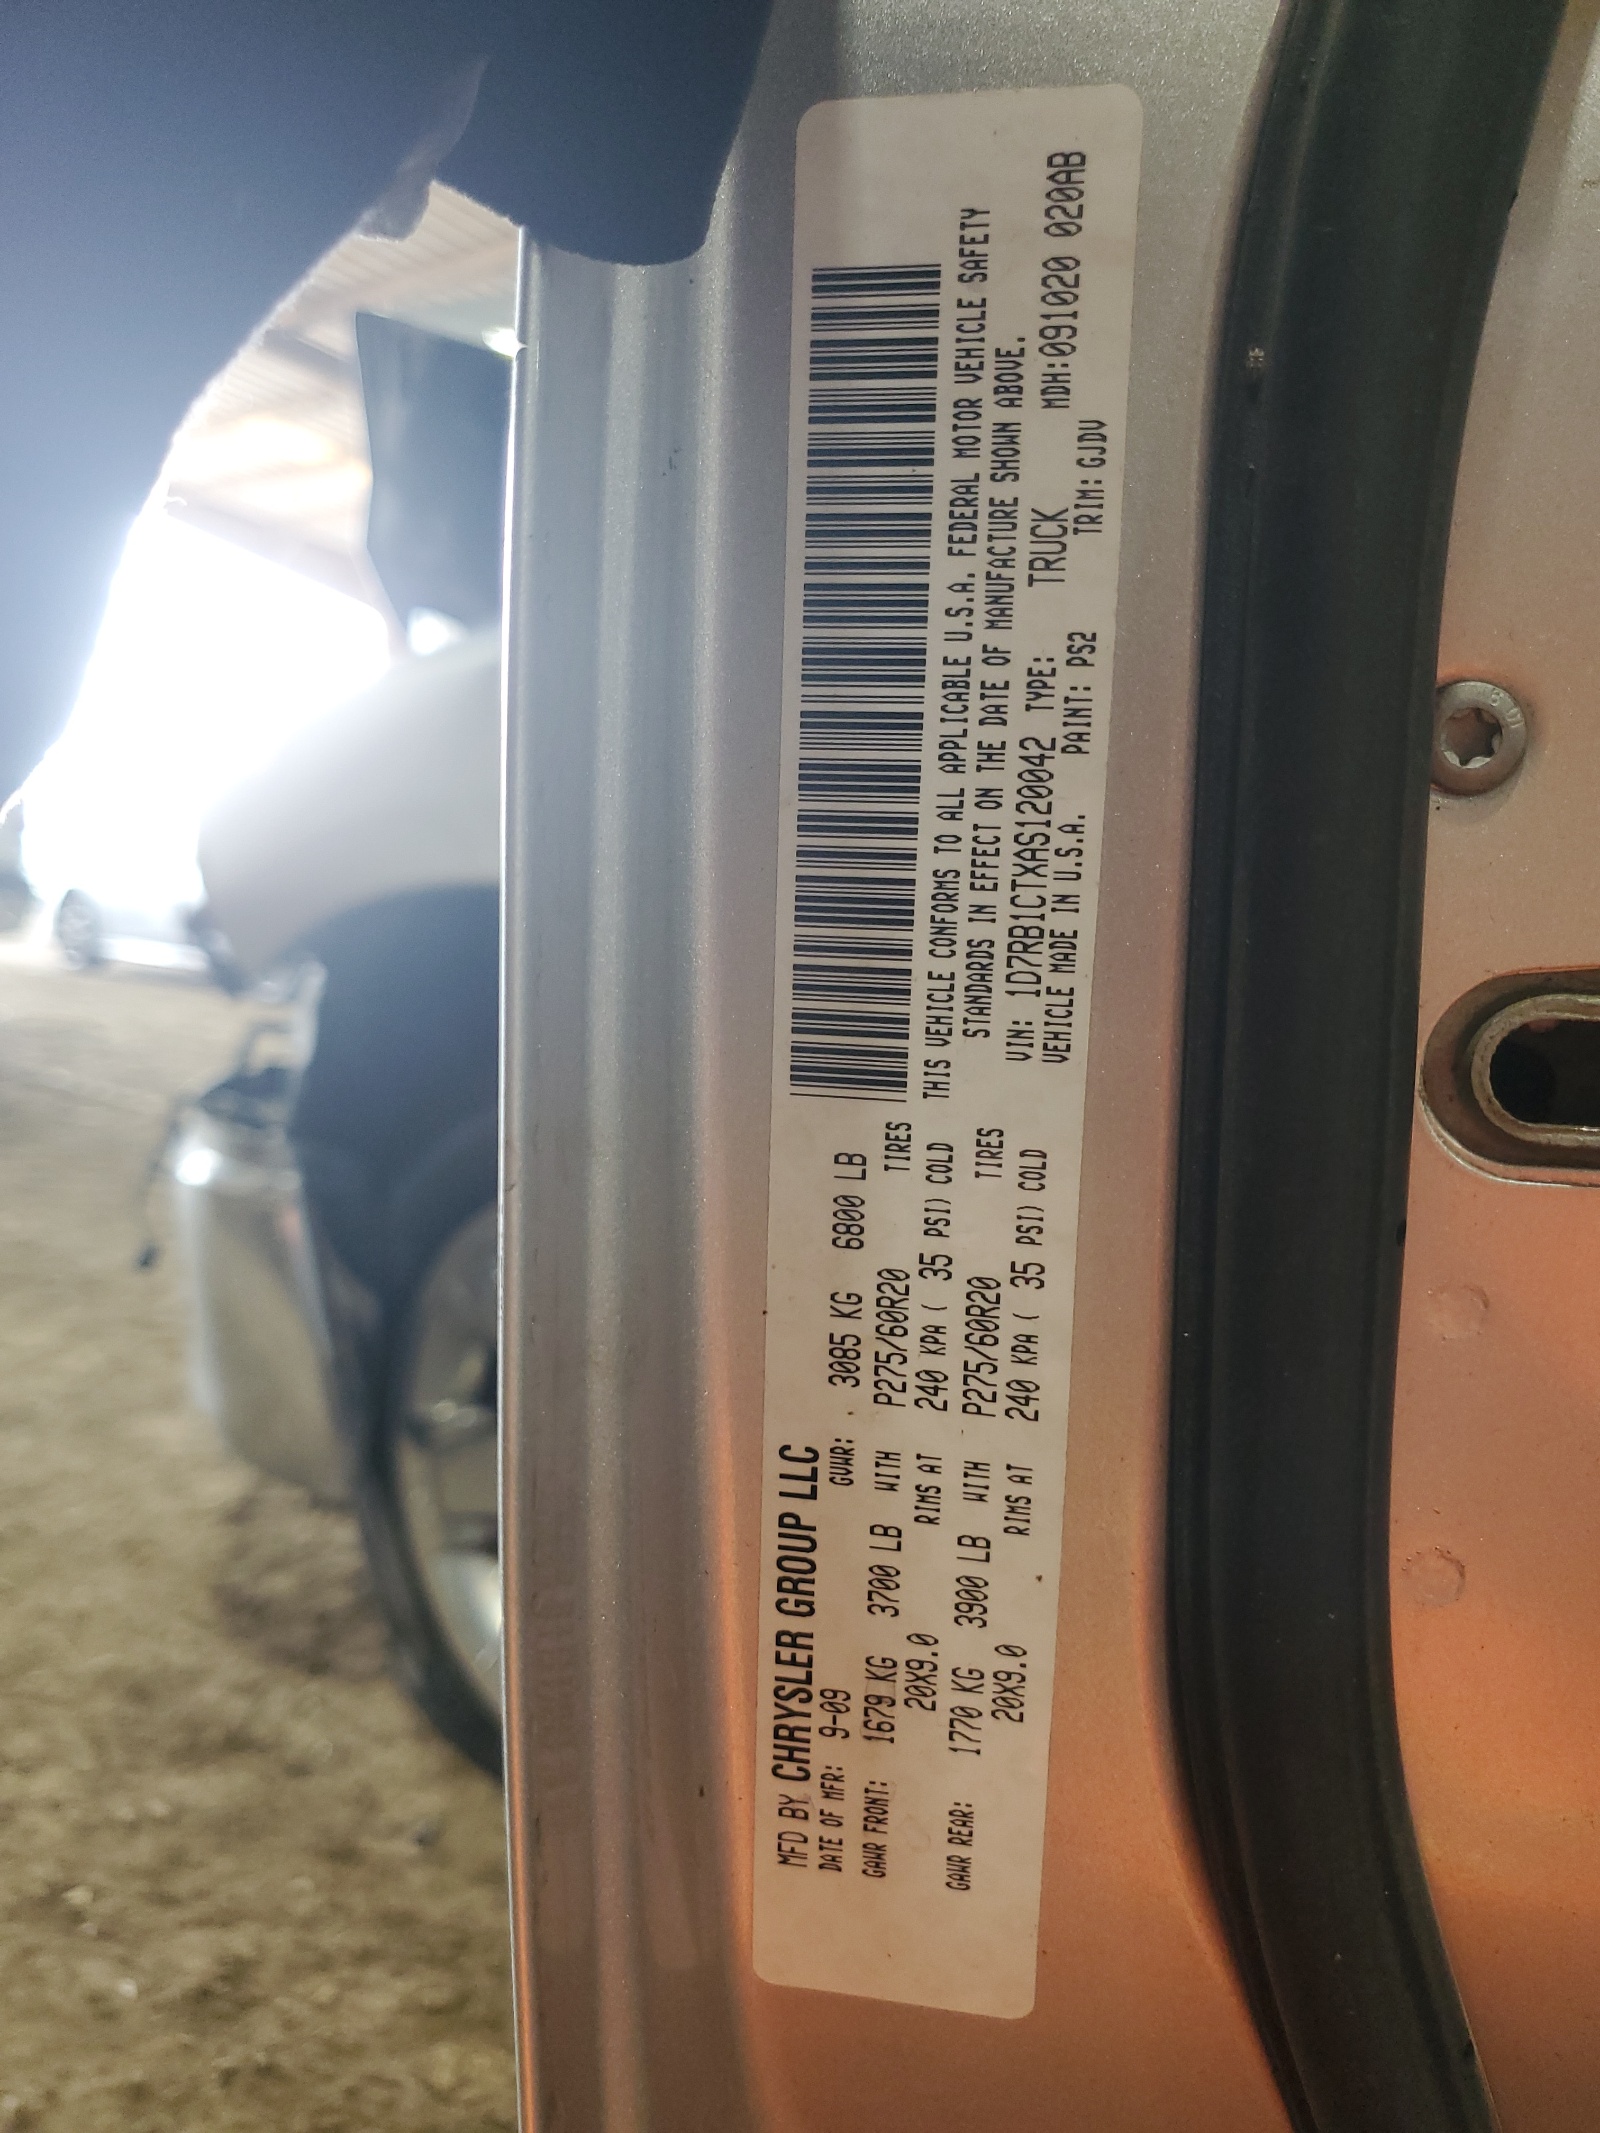 MFD BY CHRYSLER GROUP LLC
DATE OF MFR: 9-09 GVWR: 3085 KG 6800 LB
GAWR FRONT: 1679 KG 3700 LB WITH P275/60R20 TIRES
20X9.0 RIMS AT 240 KPA ( 35 PSI) COLD
GAWR REAR: 1770 KG 3900 LB WITH P275/60R20 TIRES
20X9.0 RIMS AT 240 KPA ( 35 PSI) COLD
THIS VEHICLE CONFORMS TO ALL APPLICABLE U.S.A. FEDERAL MOTOR VEHICLE SAFETY
STANDARDS IN EFFECT ON THE DATE OF MANUFACTURE SHOWN ABOVE.
VIN: 1D7RB1CTXAS120042 TYPE: TRUCK MDH:091020 020AB
VEHICLE MADE IN U.S.A. PAINT: PS2 TRIM: GJDV